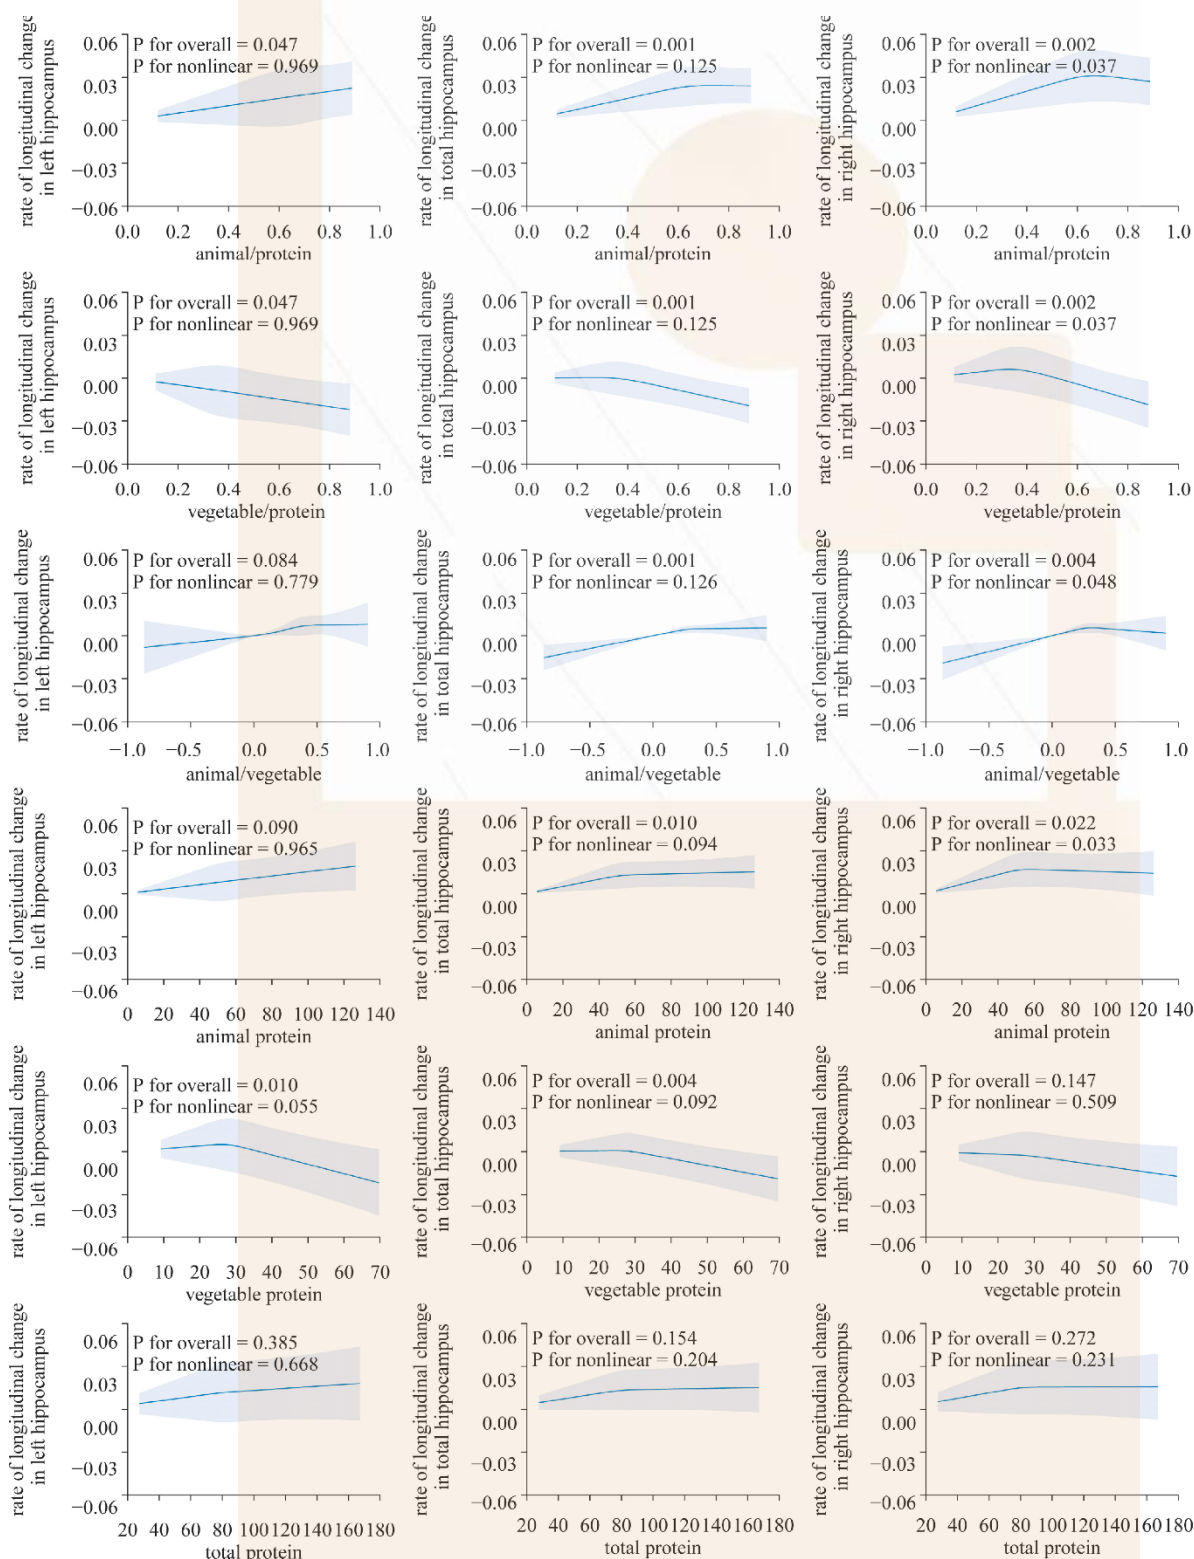 rate of longitudinal change
in left hippocampus
0.06
0.03
0.00
−0.03
−0.06
P for overall = 0.047
P for nonlinear = 0.969
0.0 0.2 0.4 0.6 0.8 1.0
animal/protein
rate of longitudinal change
in total hippocampus
0.06
0.03
0.00
−0.03
−0.06
P for overall = 0.001
P for nonlinear = 0.125
0.0 0.2 0.4 0.6 0.8 1.0
animal/protein
rate of longitudinal change
in right hippocampus
0.06
0.03
0.00
−0.03
−0.06
P for overall = 0.002
P for nonlinear = 0.037
0.0 0.2 0.4 0.6 0.8 1.0
animal/protein
rate of longitudinal change
in left hippocampus
0.06
0.03
0.00
−0.03
−0.06
P for overall = 0.047
P for nonlinear = 0.969
0.0 0.2 0.4 0.6 0.8 1.0
vegetable/protein
rate of longitudinal change
in total hippocampus
0.06
0.03
0.00
−0.03
−0.06
P for overall = 0.001
P for nonlinear = 0.125
0.0 0.2 0.4 0.6 0.8 1.0
vegetable/protein
rate of longitudinal change
in right hippocampus
0.06
0.03
0.00
−0.03
−0.06
P for overall = 0.002
P for nonlinear = 0.037
0.0 0.2 0.4 0.6 0.8 1.0
vegetable/protein
rate of longitudinal change
in left hippocampus
0.06
0.03
0.00
−0.03
−0.06
P for overall = 0.084
P for nonlinear = 0.779
−1.0 −0.5 0.0 0.5 1.0
animal/vegetable
rate of longitudinal change
in total hippocampus
0.06
0.03
0.00
−0.03
−0.06
P for overall = 0.001
P for nonlinear = 0.126
−1.0 −0.5 0.0 0.5 1.0
animal/vegetable
rate of longitudinal change
in right hippocampus
0.06
0.03
0.00
−0.03
−0.06
P for overall = 0.004
P for nonlinear = 0.048
−1.0 −0.5 0.0 0.5 1.0
animal/vegetable
rate of longitudinal change
in left hippocampus
0.06
0.03
0.00
−0.03
−0.06
P for overall = 0.090
P for nonlinear = 0.965
0 20 40 60 80 100 120 140
animal protein
rate of longitudinal change
in total hippocampus
0.06
0.03
0.00
−0.03
−0.06
P for overall = 0.010
P for nonlinear = 0.094
0 20 40 60 80 100 120 140
animal protein
rate of longitudinal change
in right hippocampus
0.06
0.03
0.00
−0.03
−0.06
P for overall = 0.022
P for nonlinear = 0.033
0 20 40 60 80 100 120 140
animal protein
rate of longitudinal change
in left hippocampus
0.06
0.03
0.00
−0.03
−0.06
P for overall = 0.010
P for nonlinear = 0.055
0 10 20 30 40 50 60 70
vegetable protein
rate of longitudinal change
in total hippocampus
0.06
0.03
0.00
−0.03
−0.06
P for overall = 0.004
P for nonlinear = 0.092
0 10 20 30 40 50 60 70
vegetable protein
rate of longitudinal change
in right hippocampus
0.06
0.03
0.00
−0.03
−0.06
P for overall = 0.147
P for nonlinear = 0.509
0 10 20 30 40 50 60 70
vegetable protein
rate of longitudinal change
in left hippocampus
0.06
0.03
0.00
−0.03
−0.06
P for overall = 0.385
P for nonlinear = 0.668
20 40 60 80 100 120 140 160 180
total protein
rate of longitudinal change
in total hippocampus
0.06
0.03
0.00
−0.03
−0.06
P for overall = 0.154
P for nonlinear = 0.204
20 40 60 80 100 120 140 160 180
total protein
rate of longitudinal change
in right hippocampus
0.06
0.03
0.00
−0.03
−0.06
P for overall = 0.272
P for nonlinear = 0.231
20 40 60 80 100 120 140 160 180
total protein